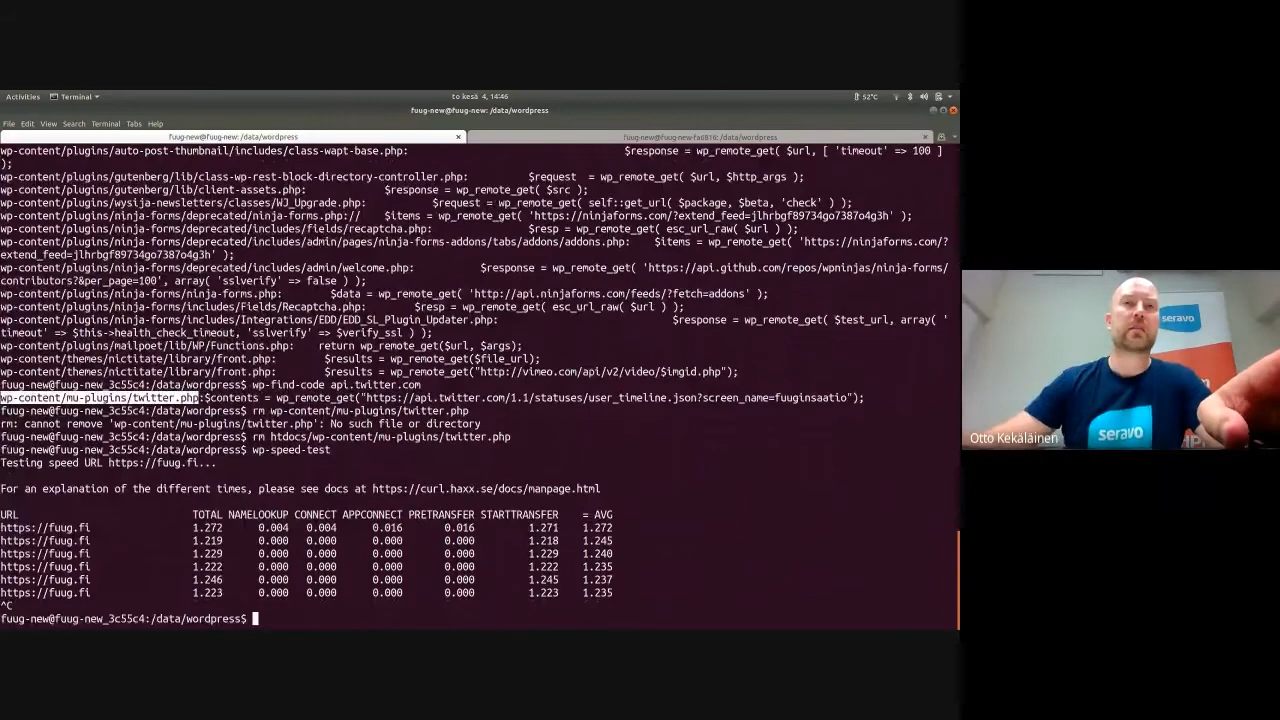 Activities Terminal to kesä 4, 14:46 52°C
fuug-new@fuug-new: /data/wordpress
File Edit View Search Terminal Tabs Help
fuug-new@fuug-new: /data/wordpress fuug-new@fuug-new-fa6816: /data/wordpress
wp-content/plugins/auto-post-thumbnail/includes/class-wapt-base.php: $response = wp_remote_get( $url, [ 'timeout' => 100 ]
);
wp-content/plugins/gutenberg/lib/class-wp-rest-block-directory-controller.php: $request = wp_remote_get( $url, $http_args );
wp-content/plugins/gutenberg/lib/client-assets.php: $response = wp_remote_get( $src );
wp-content/plugins/wysija-newsletters/classes/WJ_Upgrade.php: $request = wp_remote_get( self::get_url( $package, $beta, 'check' ) );
wp-content/plugins/ninja-forms/deprecated/ninja-forms.php:// $items = wp_remote_get( 'https://ninjaforms.com/?extend_feed=jlhrbgf89734go7387o4g3h' );
wp-content/plugins/ninja-forms/deprecated/includes/fields/recaptcha.php: $resp = wp_remote_get( esc_url_raw( $url ) );
wp-content/plugins/ninja-forms/deprecated/includes/admin/pages/ninja-forms-addons/tabs/addons/addons.php: $items = wp_remote_get( 'https://ninjaforms.com/?
extend_feed=jlhrbgf89734go7387o4g3h' );
wp-content/plugins/ninja-forms/deprecated/includes/admin/welcome.php: $response = wp_remote_get( 'https://api.github.com/repos/wpninjas/ninja-forms/
contributors?&per_page=100', array( 'sslverify' => false ) );
wp-content/plugins/ninja-forms/ninja-forms.php: $data = wp_remote_get( 'http://api.ninjaforms.com/feeds/?fetch=addons' );
wp-content/plugins/ninja-forms/includes/Fields/Recaptcha.php: $resp = wp_remote_get( esc_url_raw( $url ) );
wp-content/plugins/ninja-forms/includes/Integrations/EDD/EDD_SL_Plugin_Updater.php: $response = wp_remote_get( $test_url, array( '
timeout' => $this->health_check_timeout, 'sslverify' => $verify_ssl ) );
wp-content/plugins/mailpoet/lib/WP/Functions.php: return wp_remote_get($url, $args);
wp-content/themes/nictitate/library/front.php: $results = wp_remote_get($file_url);
wp-content/themes/nictitate/library/front.php: $results = wp_remote_get("http://vimeo.com/api/v2/video/$imgid.php");
fuug-new@fuug-new_3c55c4:/data/wordpress$ wp-find-code api.twitter.com
wp-content/mu-plugins/twitter.php:$contents = wp_remote_get("https://api.twitter.com/1.1/statuses/user_timeline.json?screen_name=fuuginsaatio);
fuug-new@fuug-new_3c55c4:/data/wordpress$ rm wp-content/mu-plugins/twitter.php
rm: cannot remove 'wp-content/mu-plugins/twitter.php': No such file or directory
fuug-new@fuug-new_3c55c4:/data/wordpress$ rm htdocs/wp-content/mu-plugins/twitter.php
fuug-new@fuug-new_3c55c4:/data/wordpress$ wp-speed-test
Testing speed URL https://fuug.fi...
For an explanation of the different times, please see docs at https://curl.haxx.se/docs/manpage.html
URL TOTAL NAMELOOKUP CONNECT APPCONNECT PRETRANSFER STARTTRANSFER = AVG
https://fuug.fi 1.272 0.004 0.004 0.016 0.016 1.271 1.272
https://fuug.fi 1.219 0.000 0.000 0.000 0.000 1.218 1.245
https://fuug.fi 1.229 0.000 0.000 0.000 0.000 1.229 1.240
https://fuug.fi 1.222 0.000 0.000 0.000 0.000 1.222 1.235
https://fuug.fi 1.246 0.000 0.000 0.000 0.000 1.245 1.237
https://fuug.fi 1.223 0.000 0.000 0.000 0.000 1.223 1.235
^C
fuug-new@fuug-new_3c55c4:/data/wordpress$
seravo
seravo
Otto Kekäläinen